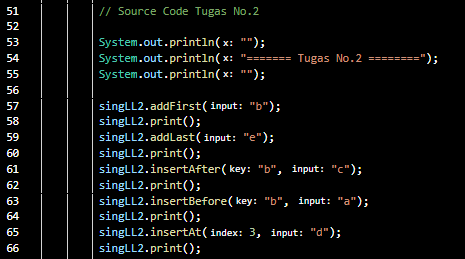 51 // Source Code Tugas No.2
52
53 System.out.println(x: "");
54 System.out.println(x: "======= Tugas No.2 ========");
55 System.out.println(x: "");
56
57 singLL2.addFirst(input: "b");
58 singLL2.print();
59 singLL2.addLast(input: "e");
60 singLL2.print();
61 singLL2.insertAfter(key: "b", input: "c");
62 singLL2.print();
63 singLL2.insertBefore(key: "b", input: "a");
64 singLL2.print();
65 singLL2.insertAt(index: 3, input: "d");
66 singLL2.print();